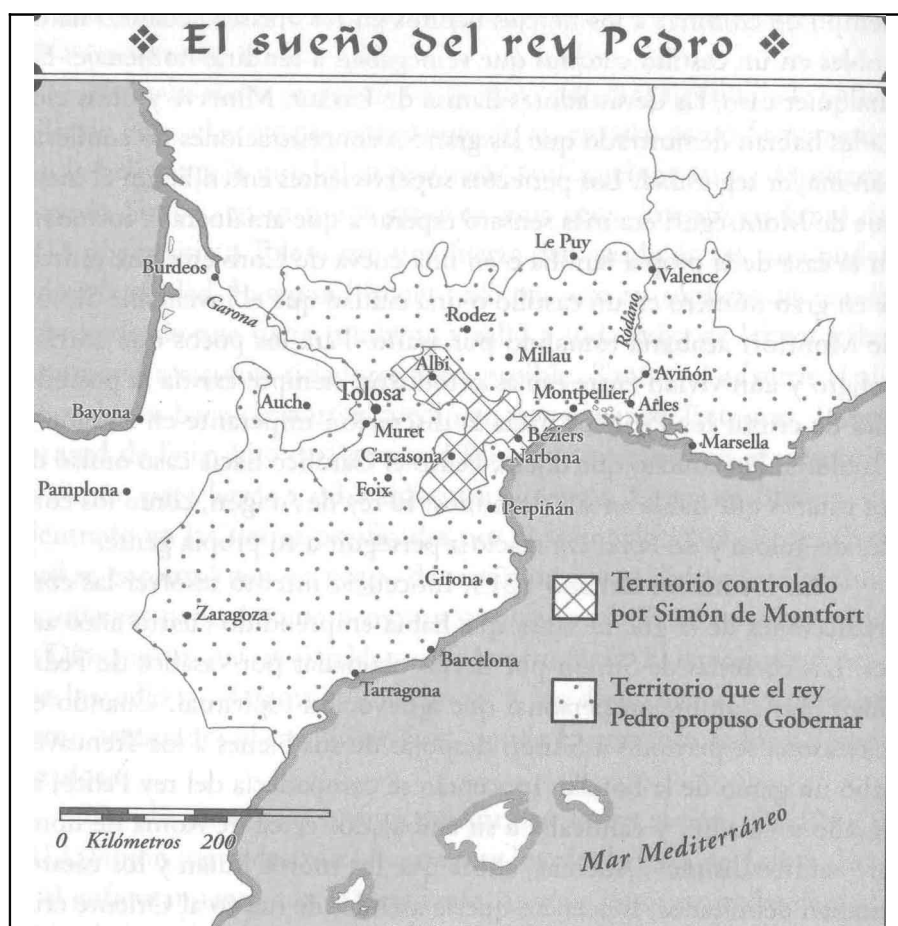 El sueño del rey Pedro
Le Puy
Burdeos
Valence
Garona
Ródano
Rodez
Millau
Albi
Aviñón
Auch
Tolosa
Montpellier
Arles
Bayona
Muret
Béziers
Marsella
Carcasona
Narbona
Pamplona
Foix
Perpinán
Girona
Territorio controlado
por Simón de Montfort
Zaragoza
Barcelona
Tarragona
Territorio que el rey
Pedro propuso Gobernar
0 Kilómetros 200
Mar Mediterráneo